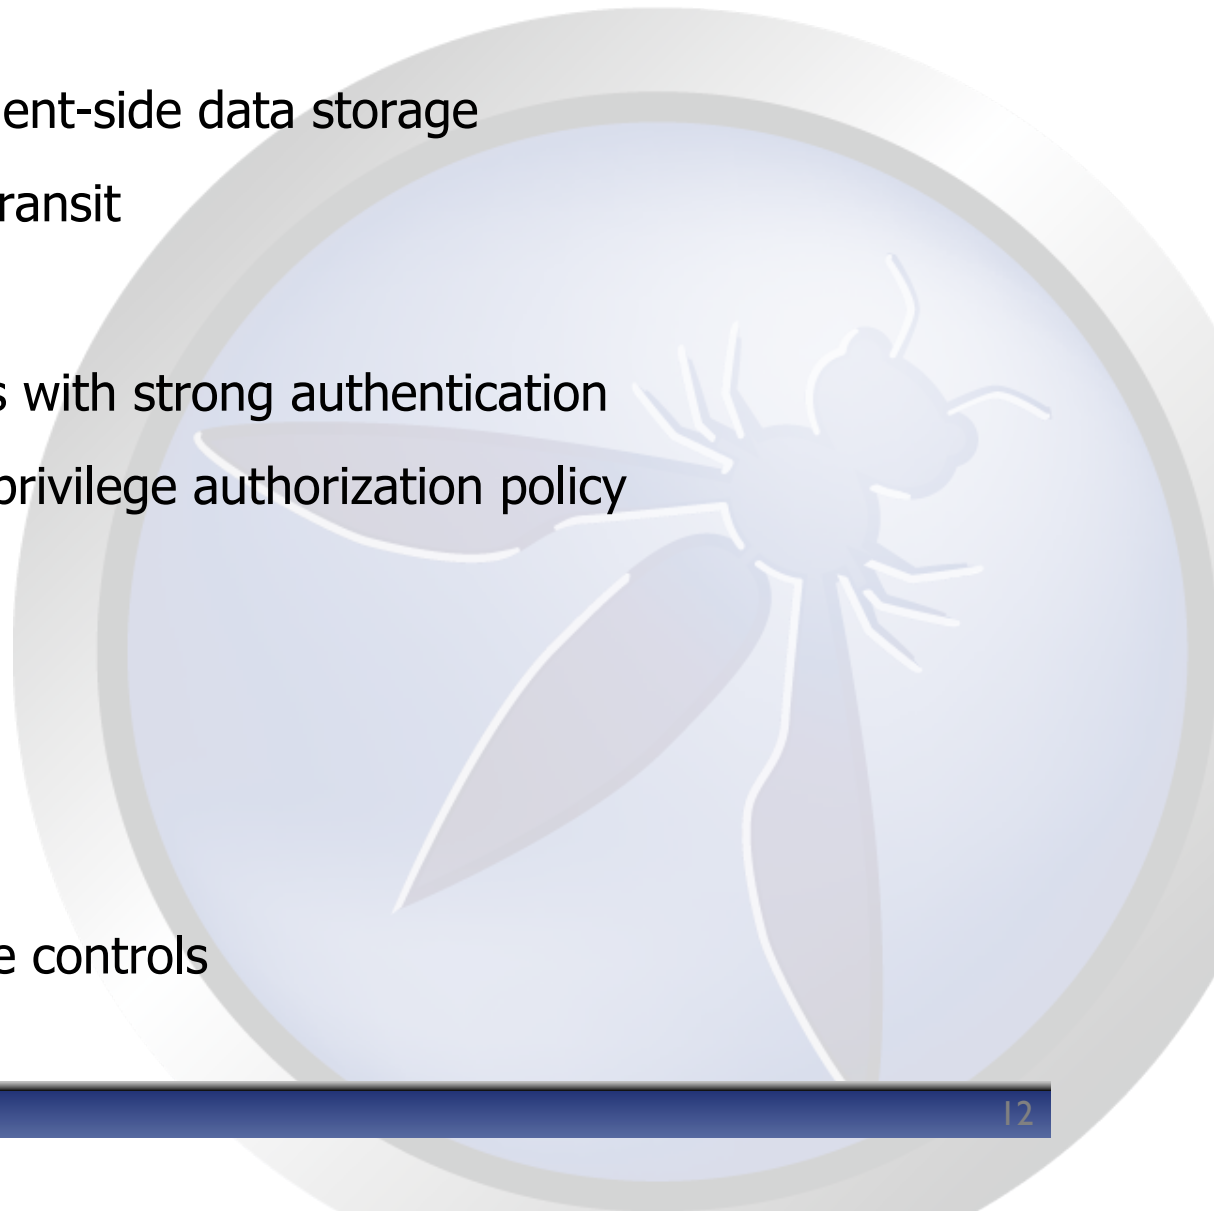 ent-side data storage
ransit
s with strong authentication
privilege authorization policy
e controls
12